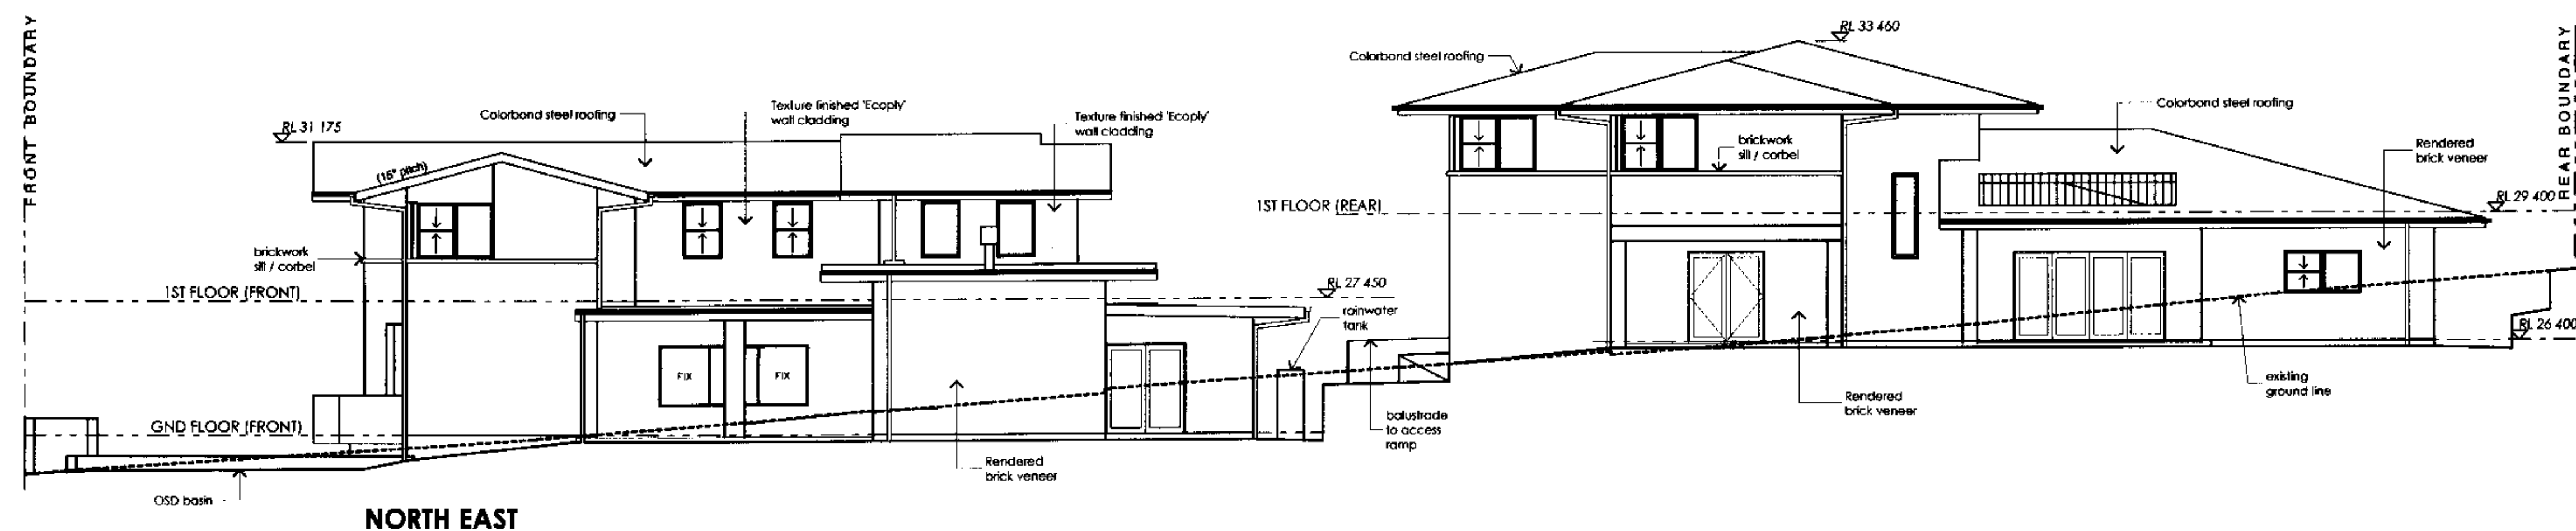 FRONT BOUNDARY
RL 31 175
Colorbond steel roofing
Texture finished 'Ecoply'
wall cladding
Texture finished 'Ecoply'
wall cladding
(15° pitch)
brickwork
sill / corbel
1ST FLOOR (FRONT)
GND FLOOR (FRONT)
FIX
FIX
RL 27 450
rainwater
tank
Rendered
brick veneer
OSD basin
balustrade
to access
ramp
Colorbond steel roofing
RL 33 460
brickwork
sill / corbel
1ST FLOOR (REAR)
Colorbond steel roofing
Rendered
brick veneer
RL 29 400
RL 26 400
existing
ground line
Rendered
brick veneer
REAR BOUNDARY
NORTH EAST